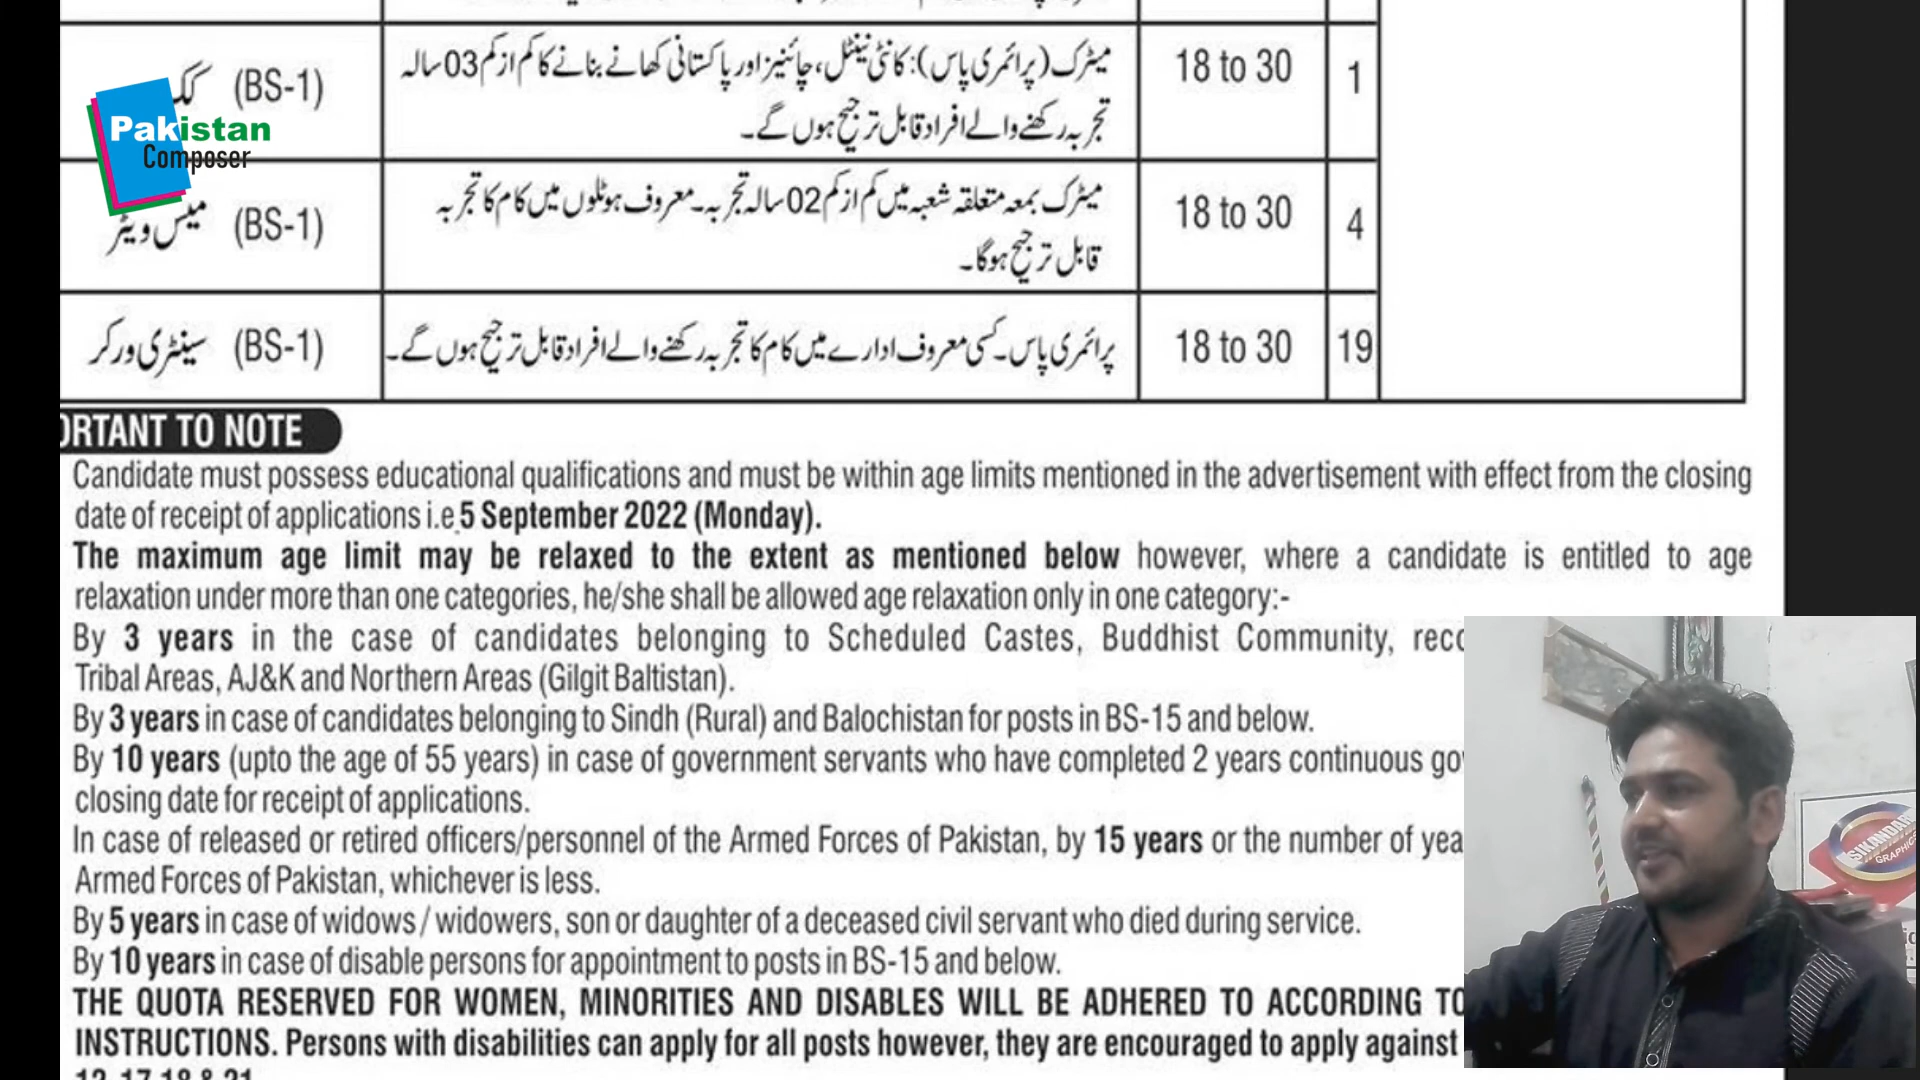 میٹرک (پرائمری پاس): کانٹی نینٹل، چائنیز اور پاکستانی کھانے بنانے کا کم از کم 03 سالہ
تجربہ رکھنے والے افراد قابل ترجیح ہوں گے۔
18 to 30
1
کک (BS-1)
Pakistan
Composer
میٹرک بمعہ متعلقہ شعبہ میں کم از کم 02 سالہ تجربہ۔ معروف ہوٹلوں میں کام کا تجربہ
قابل ترجیح ہوگا۔
18 to 30
4
میس ویٹر (BS-1)
سینٹری ورکر (BS-1)
پرائمری پاس۔ کسی معروف ادارے میں کام کا تجربہ رکھنے والے افراد قابل ترجیح ہوں گے۔
18 to 30
19
ORTANT TO NOTE
Candidate must possess educational qualifications and must be within age limits mentioned in the advertisement with effect from the closing
date of receipt of applications i.e.5 September 2022 (Monday).
The maximum age limit may be relaxed to the extent as mentioned below however, where a candidate is entitled to age
relaxation under more than one categories, he/she shall be allowed age relaxation only in one category:-
By 3 years in the case of candidates belonging to Scheduled Castes, Buddhist Community, reco
Tribal Areas, AJ&K and Northern Areas (Gilgit Baltistan).
By 3 years in case of candidates belonging to Sindh (Rural) and Balochistan for posts in BS-15 and below.
By 10 years (upto the age of 55 years) in case of government servants who have completed 2 years continuous go
closing date for receipt of applications.
In case of released or retired officers/personnel of the Armed Forces of Pakistan, by 15 years or the number of yea
Armed Forces of Pakistan, whichever is less.
By 5 years in case of widows / widowers, son or daughter of a deceased civil servant who died during service.
By 10 years in case of disable persons for appointment to posts in BS-15 and below.
THE QUOTA RESERVED FOR WOMEN, MINORITIES AND DISABLES WILL BE ADHERED TO ACCORDING TO
INSTRUCTIONS. Persons with disabilities can apply for all posts however, they are encouraged to apply against
12, 17,18 & 21
SIKANDAR
GRAPHIC